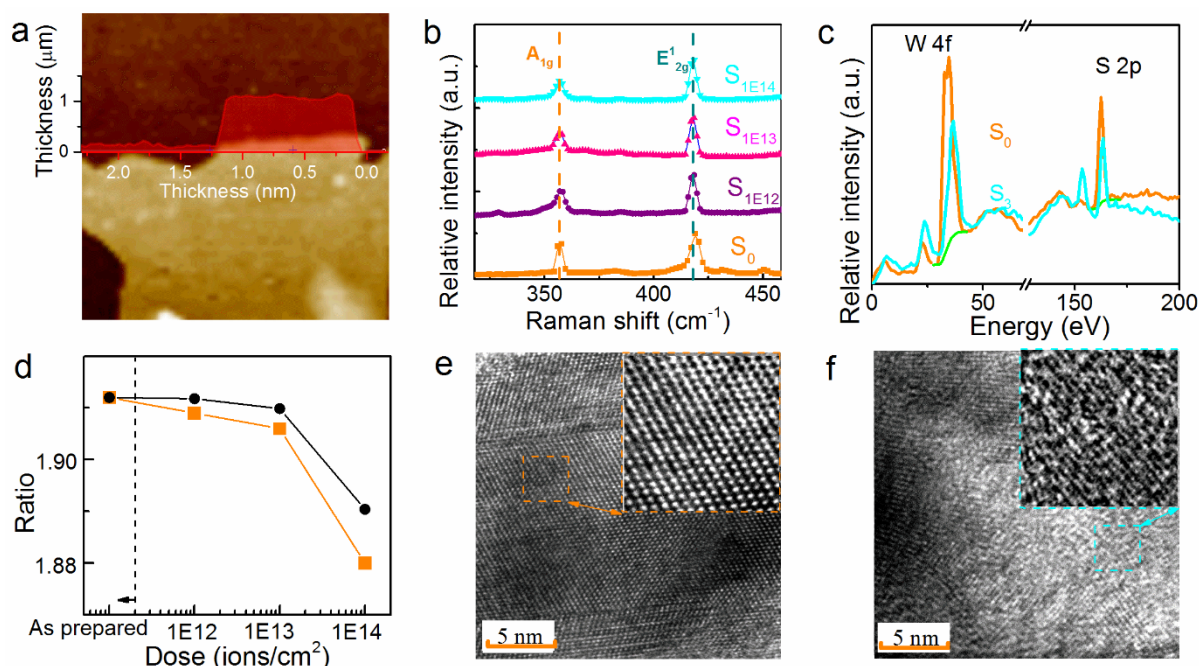 a
Thickness (μm)
1
0
2.0 1.5 1.0 0.5 0.0
Thickness (nm)
b
Relative intensity (a.u.)
A1g
E¹2g
S1E14
S1E13
S1E12
S0
350 400 450
Raman shift (cm⁻¹)
c
Relative intensity (a.u.)
W 4f
S 2p
S0
S3
0 50 150 200
Energy (eV)
d
Ratio
1.90
1.88
As prepared 1E12 1E13 1E14
Dose (ions/cm²)
e
5 nm
f
5 nm